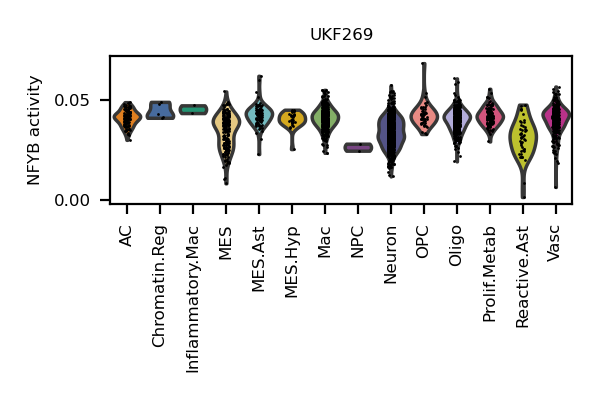 UKF269
NFYB activity
0.05
0.00
AC
Chromatin.Reg
Inflammatory.Mac
MES
MES.Ast
MES.Hyp
Mac
NPC
Neuron
OPC
Oligo
Prolif.Metab
Reactive.Ast
Vasc